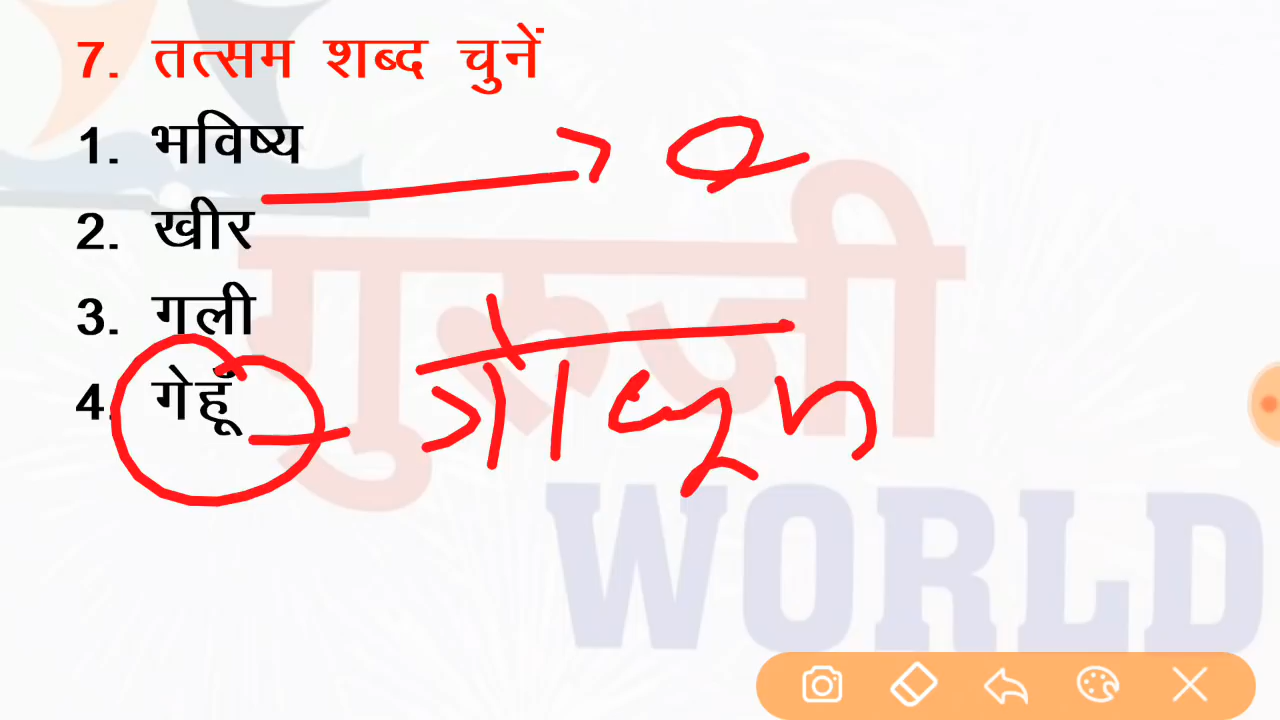 7. तत्सम शब्द चुनें
1. भविष्य
2. खीर
3. गली
4. गेहूँ
गोधूम
गुरुजी
WORLD